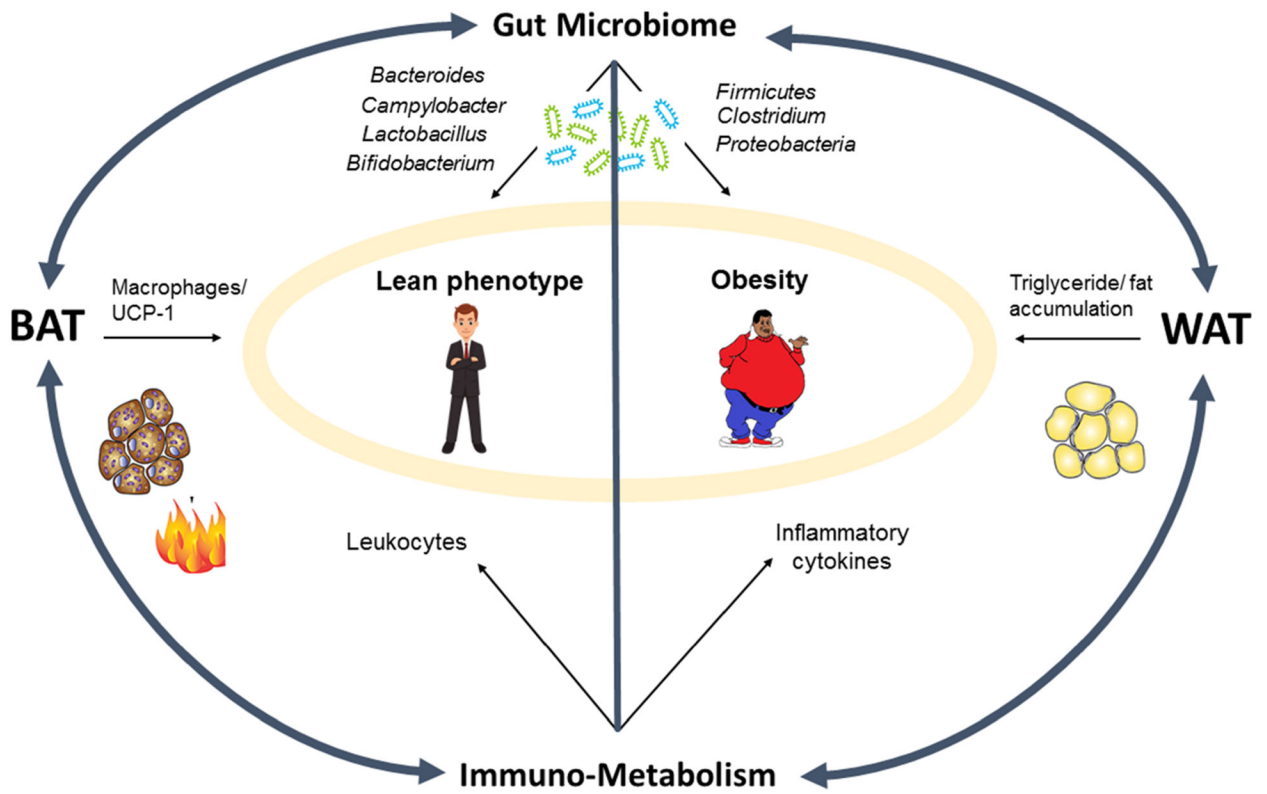 Gut Microbiome
Bacteroides
Campylobacter
Lactobacillus
Bifidobacterium
Firmicutes
Clostridium
Proteobacteria
Lean phenotype
Obesity
Macrophages/
UCP-1
BAT
Triglyceride/ fat
accumulation
WAT
Leukocytes
Inflammatory
cytokines
Immuno-Metabolism